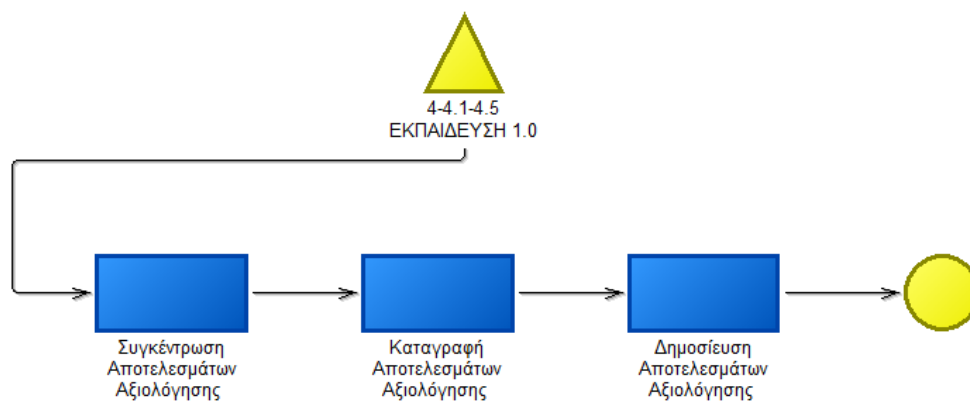 4-4.1-4.5
ΕΚΠΑΙΔΕΥΣΗ 1.0
Συγκέντρωση
Αποτελεσμάτων
Αξιολόγησης
Καταγραφή
Αποτελεσμάτων
Αξιολόγησης
Δημοσίευση
Αποτελεσμάτων
Αξιολόγησης